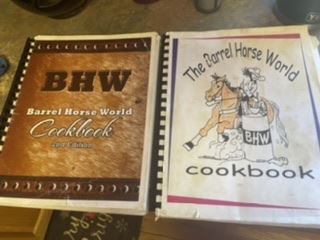 BHW
Barrel Horse World
Cookbook
2nd Edition
The Barrel Horse World
BHW
cookbook